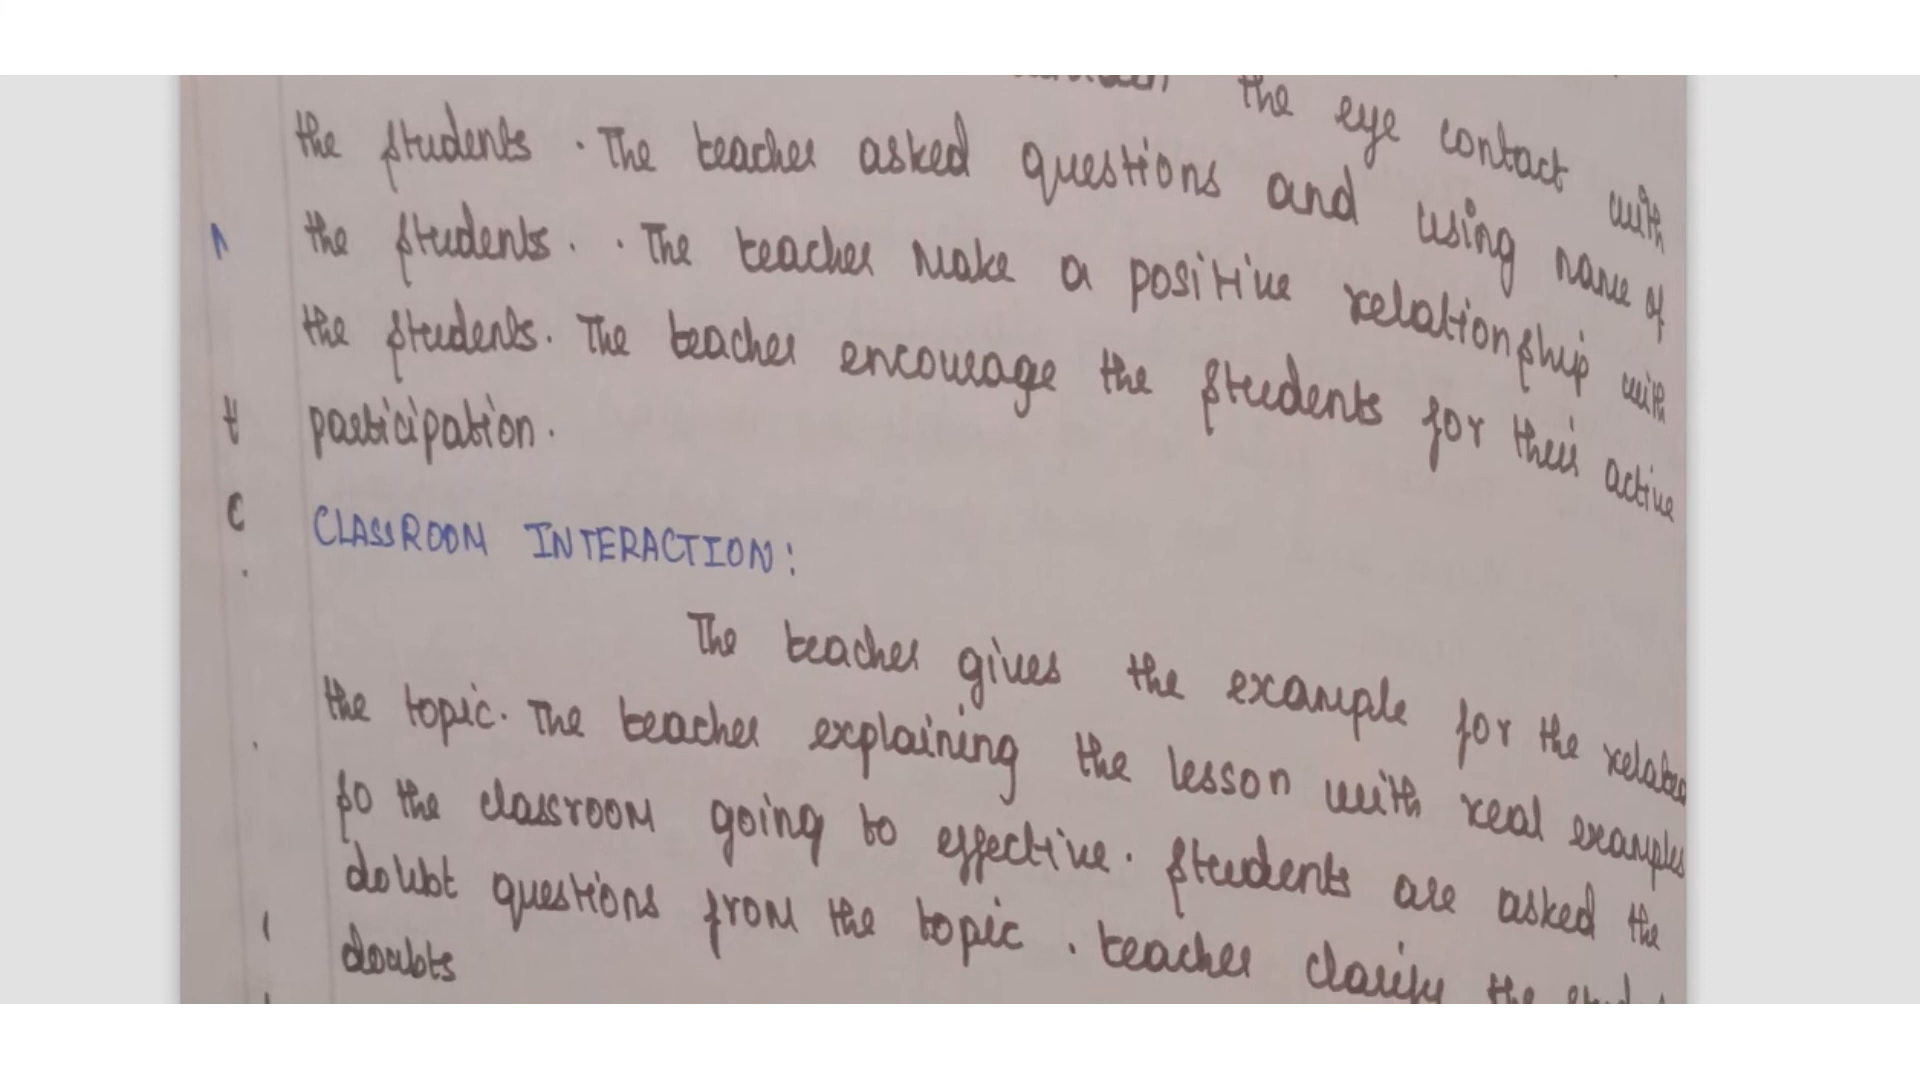 the eye contact with
the students. The teacher asked questions and using name of
the students. . The teacher make a positive relationship with
the students. The teacher encourage the students for their active
participation.
CLASSROOM INTERACTION:
The teacher gives the example for the related
the topic. The teacher explaining the lesson with real examples
so the classroom going to effective. Students are asked the
doubt questions from the topic. teacher clarify the
doubts